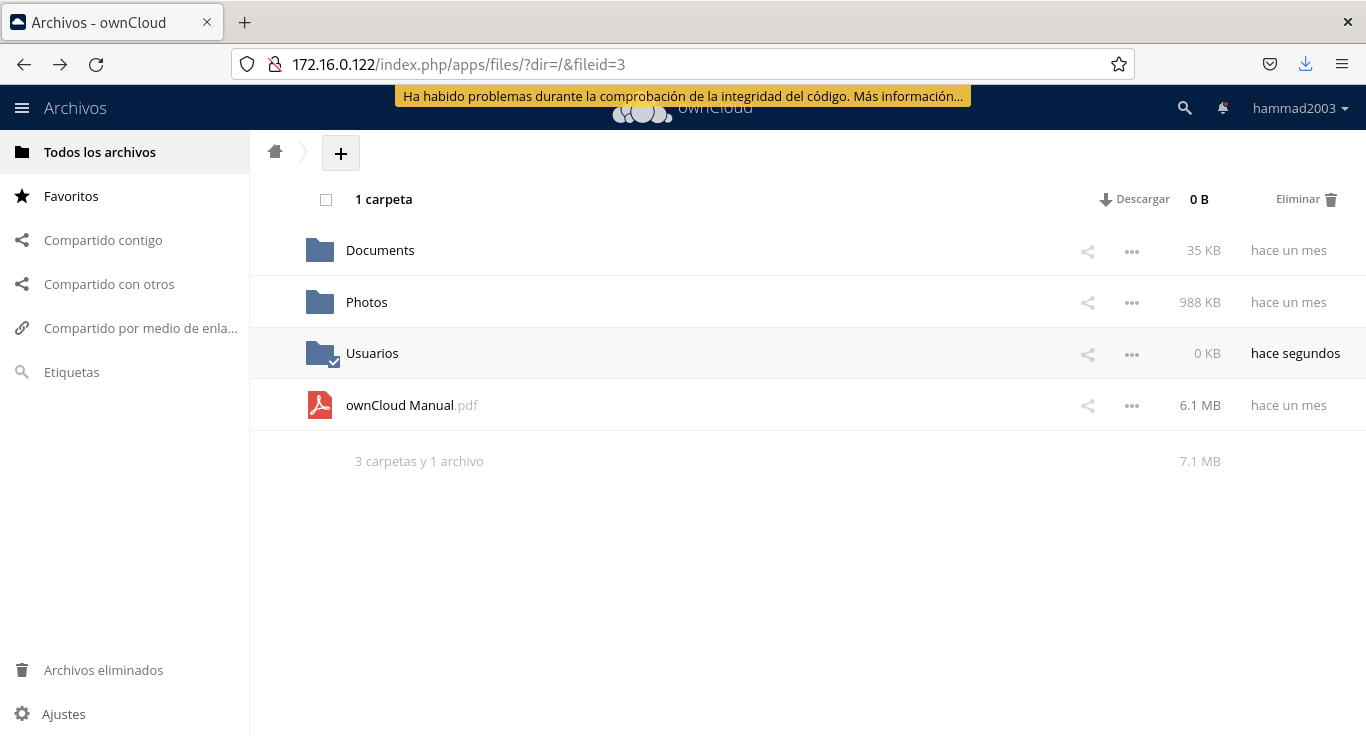 Archivos - ownCloud
172.16.0.122/index.php/apps/files/?dir=/&fileid=3
Ha habido problemas durante la comprobación de la integridad del código. Más información...
Archivos
ownCloud
hammad2003
Todos los archivos
Favoritos
Compartido contigo
Compartido con otros
Compartido por medio de enla...
Etiquetas
Archivos eliminados
Ajustes
+
1 carpeta Descargar 0 B Eliminar
Documents 35 KB hace un mes
Photos 988 KB hace un mes
Usuarios 0 KB hace segundos
ownCloud Manual.pdf 6.1 MB hace un mes
3 carpetas y 1 archivo 7.1 MB